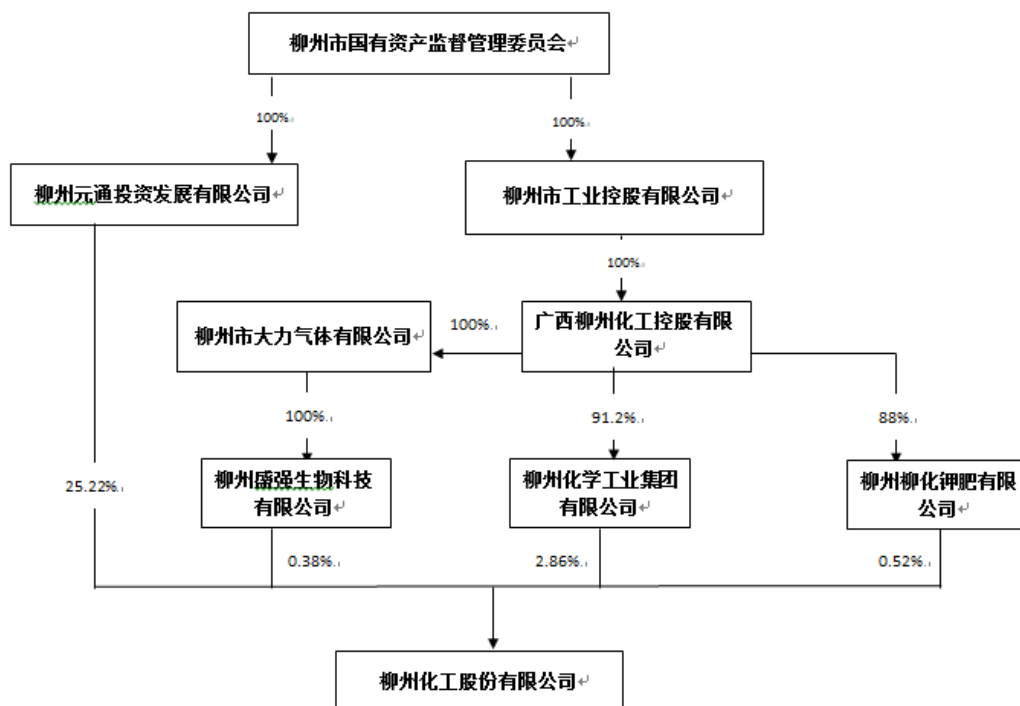 柳州市国有资产监督管理委员会
100%
100%
柳州元通投资发展有限公司
柳州市工业控股有限公司
100%
柳州市大力气体有限公司
100%
广西柳州化工控股有限
公司
100%
91.2%
88%
柳州盛强生物科技
有限公司
柳州化学工业集团
有限公司
柳州柳化钾肥有限
公司
25.22%
0.38%
2.86%
0.52%
柳州化工股份有限公司